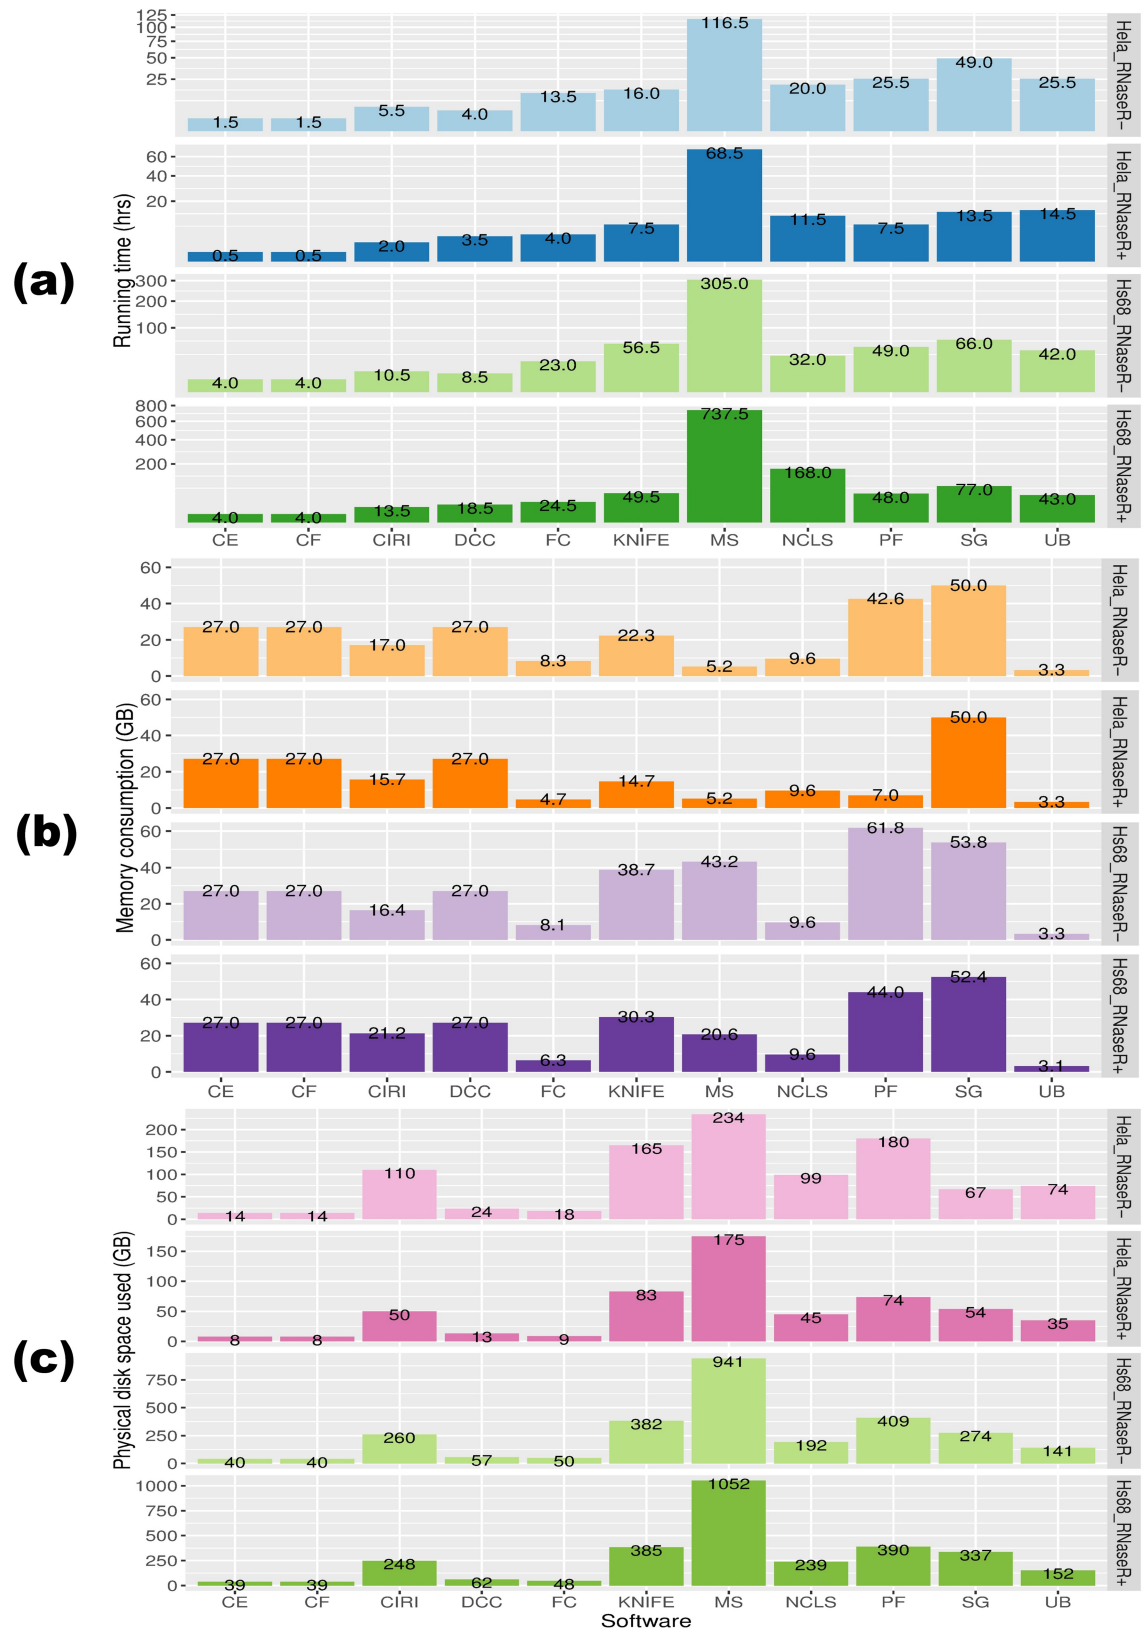 (a)
Running time (hrs)
125
100
75
50
25
1.5 1.5 5.5 4.0 13.5 16.0 116.5 20.0 25.5 49.0 25.5
Hela_RNaseR−
60
40
20
0.5 0.5 2.0 3.5 4.0 7.5 68.5 11.5 7.5 13.5 14.5
Hela_RNaseR+
300
200
100
4.0 4.0 10.5 8.5 23.0 56.5 305.0 32.0 49.0 66.0 42.0
Hs68_RNaseR−
800
600
400
200
4.0 4.0 13.5 18.5 24.5 49.5 737.5 168.0 48.0 77.0 43.0
Hs68_RNaseR+
CE CF CIRI DCC FC KNIFE MS NCLS PF SG UB
(b)
Memory consumption (GB)
60
40
20
0
27.0 27.0 17.0 27.0 8.3 22.3 5.2 9.6 42.6 50.0 3.3
Hela_RNaseR−
60
40
20
0
27.0 27.0 15.7 27.0 4.7 14.7 5.2 9.6 7.0 50.0 3.3
Hela_RNaseR+
60
40
20
0
27.0 27.0 16.4 27.0 8.1 38.7 43.2 9.6 61.8 53.8 3.3
Hs68_RNaseR−
60
40
20
0
27.0 27.0 21.2 27.0 6.3 30.3 20.6 9.6 44.0 52.4 3.1
Hs68_RNaseR+
CE CF CIRI DCC FC KNIFE MS NCLS PF SG UB
(c)
Physical disk space used (GB)
200
150
100
50
0
14 14 110 24 18 165 234 99 180 67 74
Hela_RNaseR−
150
100
50
0
8 8 50 13 9 83 175 45 74 54 35
Hela_RNaseR+
750
500
250
0
40 40 260 57 50 382 941 192 409 274 141
Hs68_RNaseR−
1000
750
500
250
0
39 39 248 62 48 385 1052 239 390 337 152
Hs68_RNaseR+
CE CF CIRI DCC FC KNIFE MS NCLS PF SG UB
Software